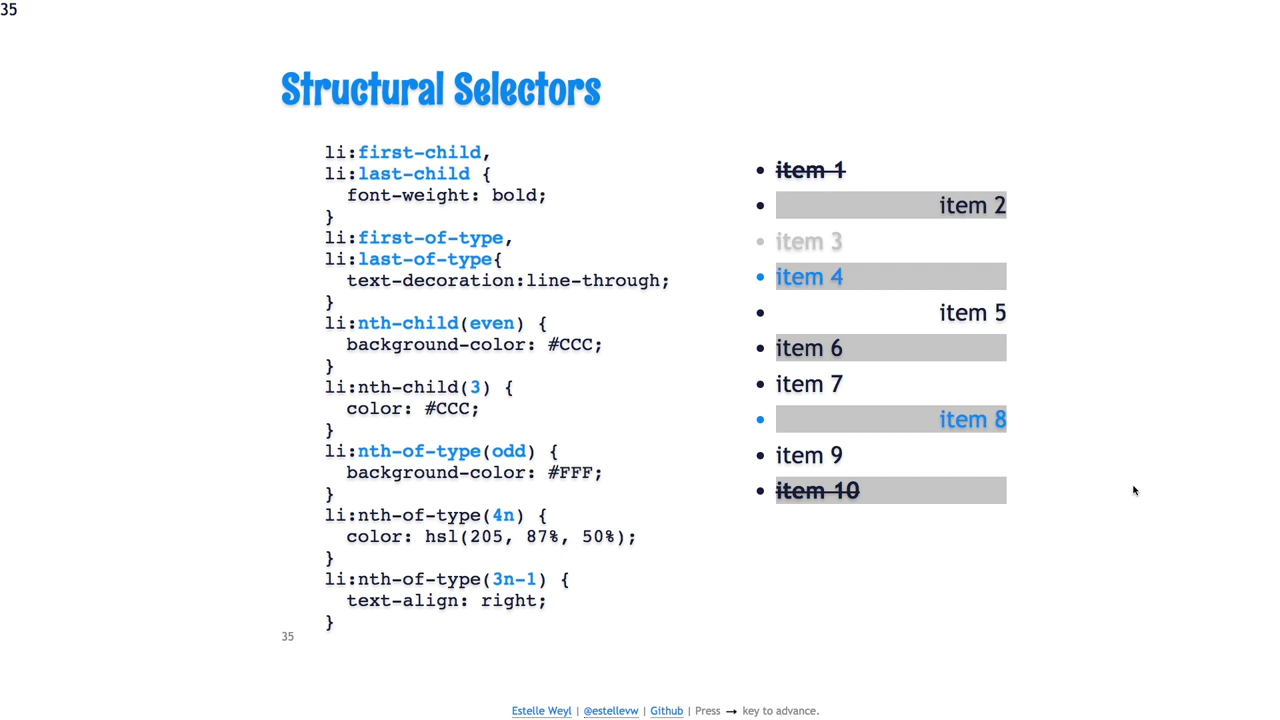 35
Structural Selectors
li:first-child,
li:last-child {
  font-weight: bold;
}
li:first-of-type,
li:last-of-type{
  text-decoration:line-through;
}
li:nth-child(even) {
  background-color: #CCC;
}
li:nth-child(3) {
  color: #CCC;
}
li:nth-of-type(odd) {
  background-color: #FFF;
}
li:nth-of-type(4n) {
  color: hsl(205, 87%, 50%);
}
li:nth-of-type(3n-1) {
  text-align: right;
}
• item 1
• item 2
• item 3
• item 4
• item 5
• item 6
• item 7
• item 8
• item 9
• item 10
35
Estelle Weyl | @estellevw | Github | Press → key to advance.